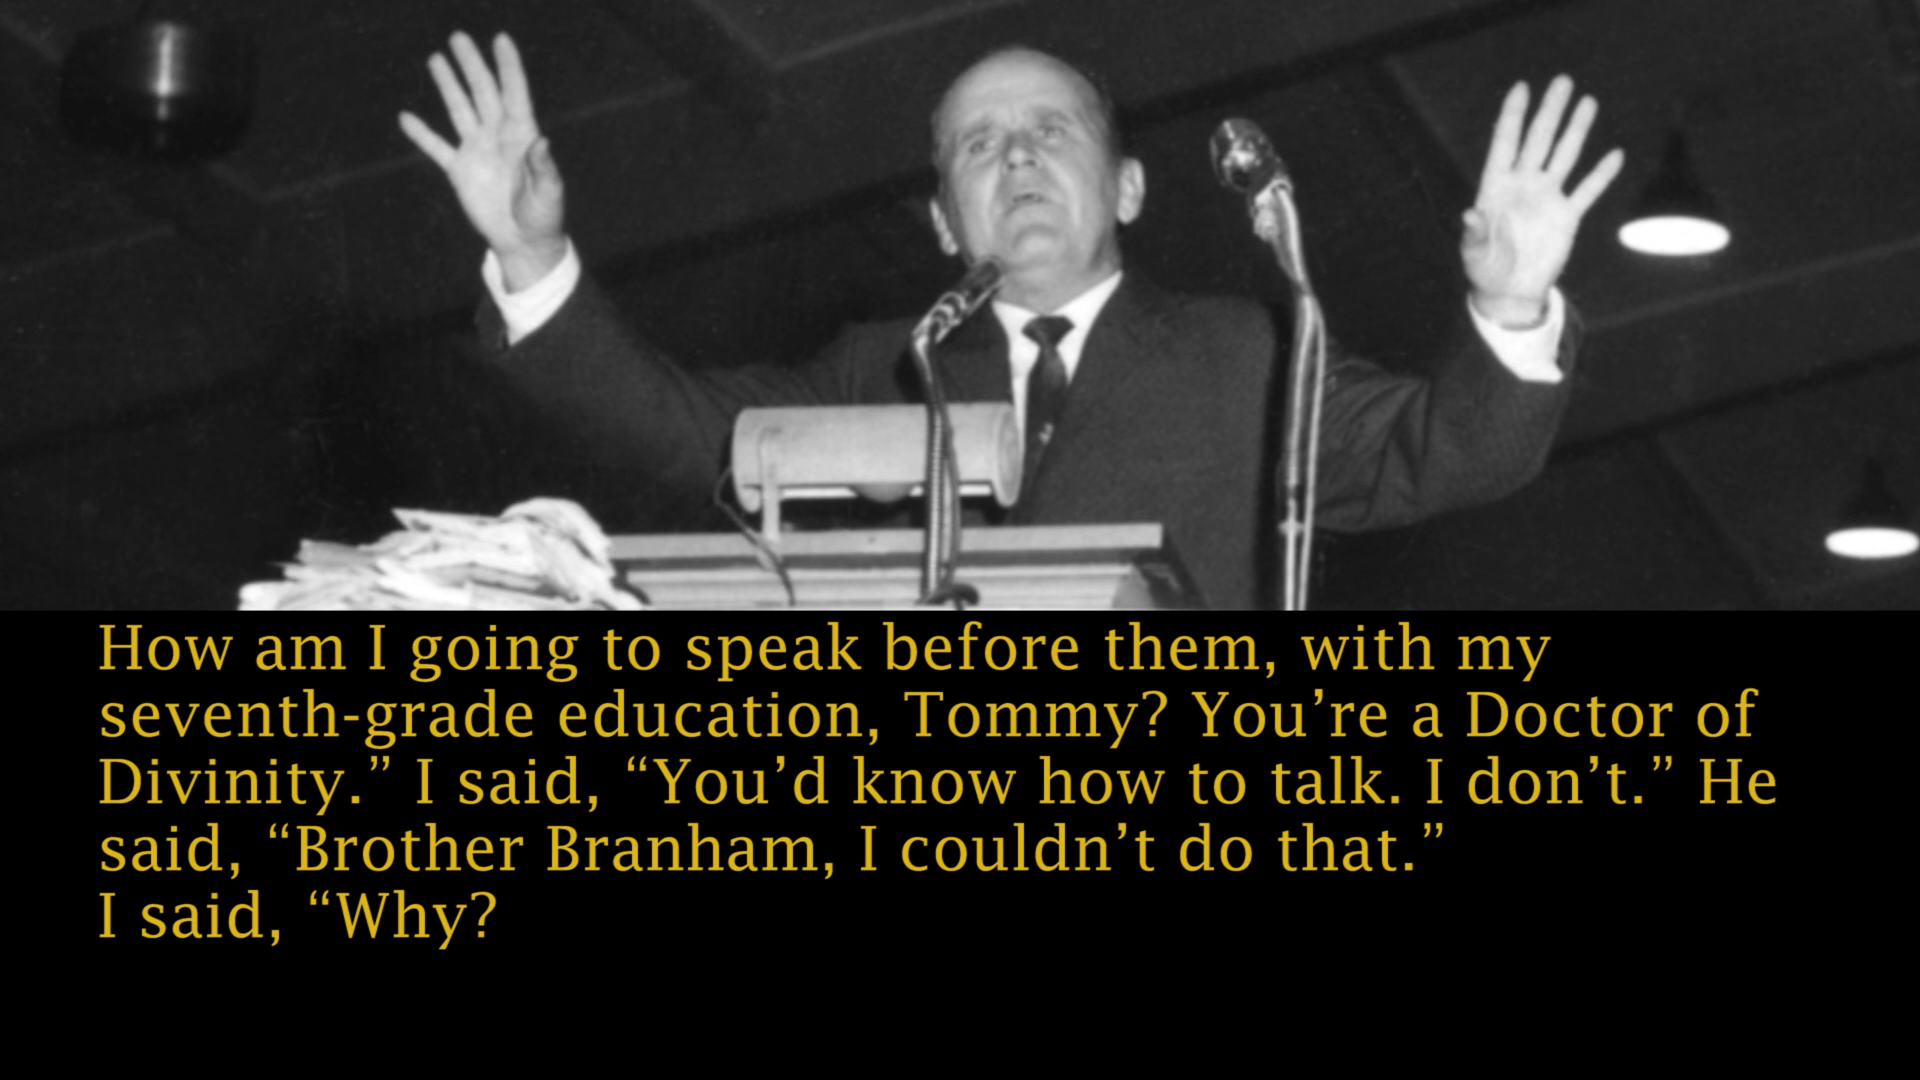 How am I going to speak before them, with my
seventh-grade education, Tommy? You’re a Doctor of
Divinity.” I said, “You’d know how to talk. I don’t.” He
said, “Brother Branham, I couldn’t do that.”
I said, “Why?